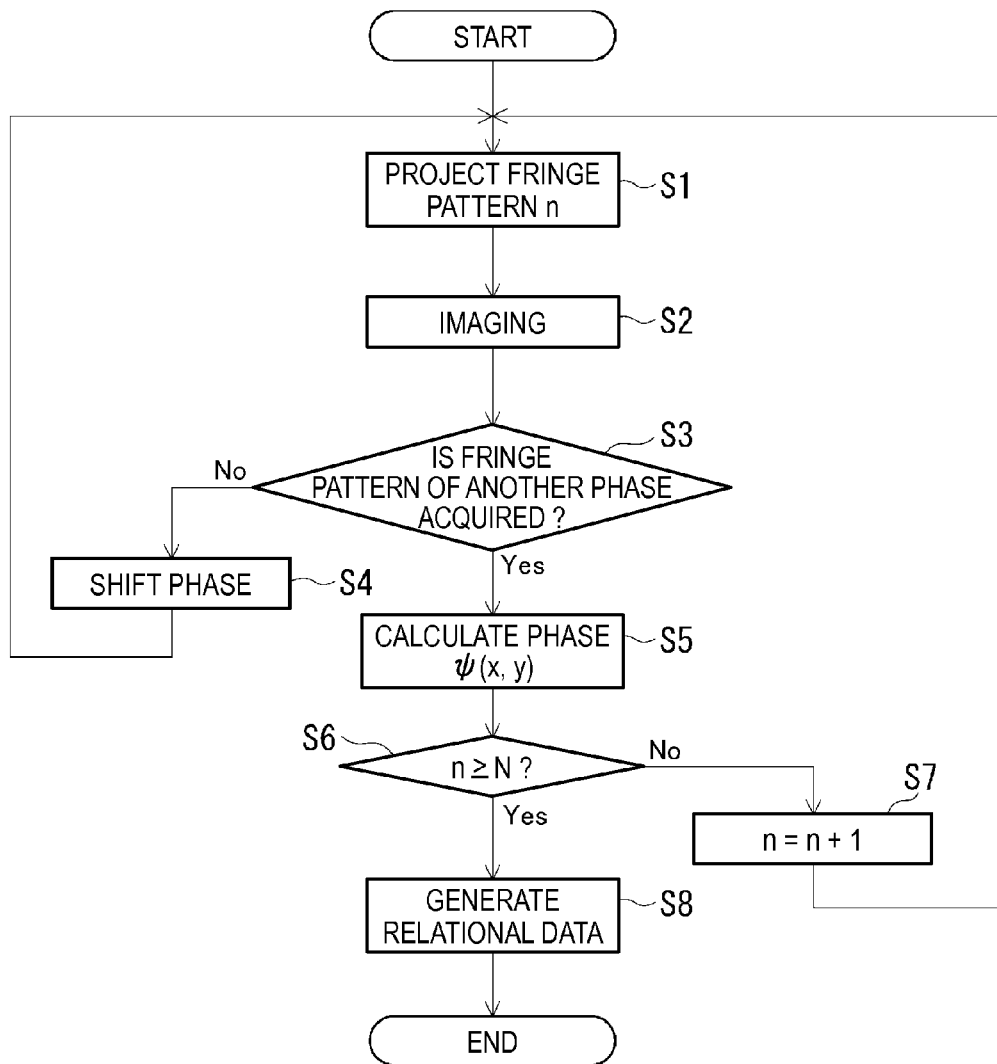 START
PROJECT FRINGE
PATTERN n
S1
IMAGING
S2
S3
IS FRINGE
PATTERN OF ANOTHER PHASE
ACQUIRED ?
No
Yes
SHIFT PHASE
S4
CALCULATE PHASE
ψ(x, y)
S5
S6
n ≥ N ?
No
Yes
S7
n = n + 1
GENERATE
RELATIONAL DATA
S8
END